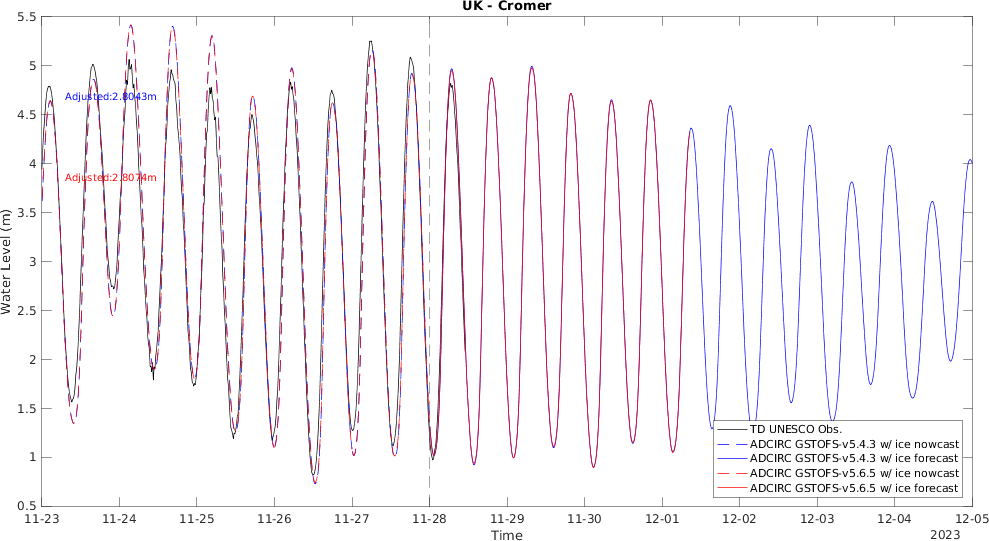 UK - Cromer
5.5
5
4.5
4
3.5
3
2.5
2
1.5
1
0.5
Water Level (m)
Adjusted:2.8043m
Adjusted:2.8074m
TD UNESCO Obs.
ADCIRC GSTOFS-v5.4.3 w/ ice nowcast
ADCIRC GSTOFS-v5.4.3 w/ ice forecast
ADCIRC GSTOFS-v5.6.5 w/ ice nowcast
ADCIRC GSTOFS-v5.6.5 w/ ice forecast
11-23 11-24 11-25 11-26 11-27 11-28 11-29 11-30 12-01 12-02 12-03 12-04 12-05
Time
2023